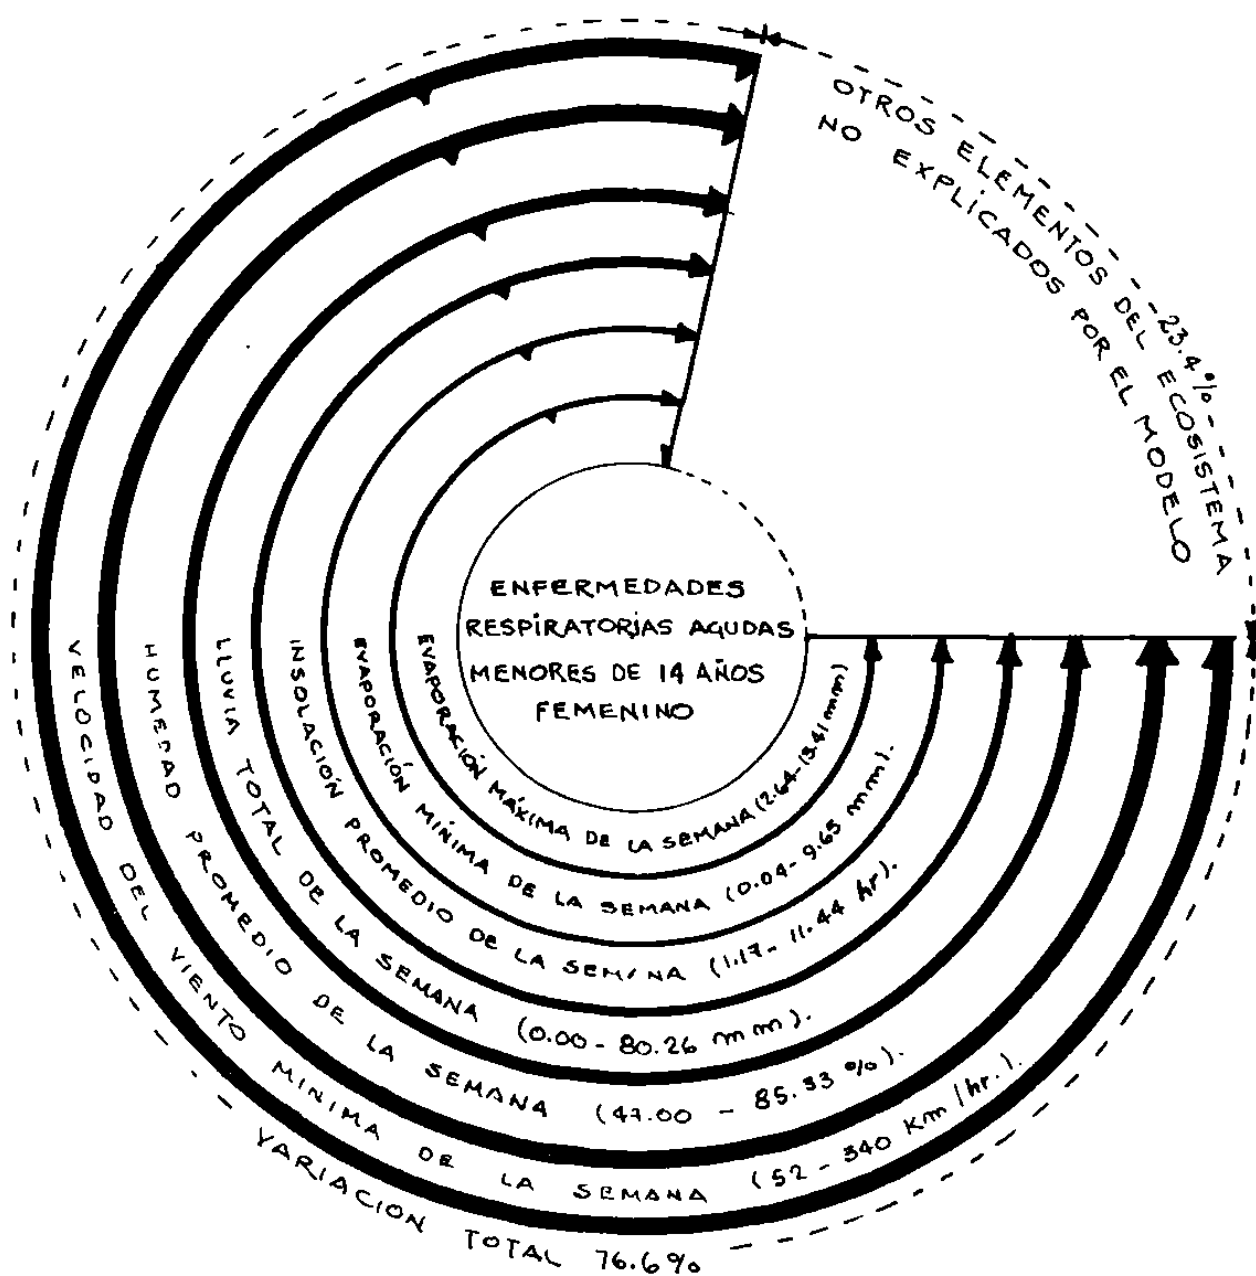 OTROS ELEMENTOS DEL ECOSISTEMA
NO EXPLICADOS POR EL MODELO
23.4%
ENFERMEDADES
RESPIRATORIAS AGUDAS
MENORES DE 14 AÑOS
FEMENINO
EVAPORACIÓN MÁXIMA DE LA SEMANA (2.64-13.41 mm)
EVAPORACIÓN MÍNIMA DE LA SEMANA (0.04-9.65 mm).
INSOLACIÓN PROMEDIO DE LA SEMANA (1.17-11.44 hr).
LLUVIA TOTAL DE LA SEMANA (0.00-80.26 mm).
HUMEDAD PROMEDIO DE LA SEMANA (47.00 - 85.33 %).
VELOCIDAD DEL VIENTO MINIMA DE LA SEMANA (52-340 Km/hr.).
VARIACION TOTAL 76.6%